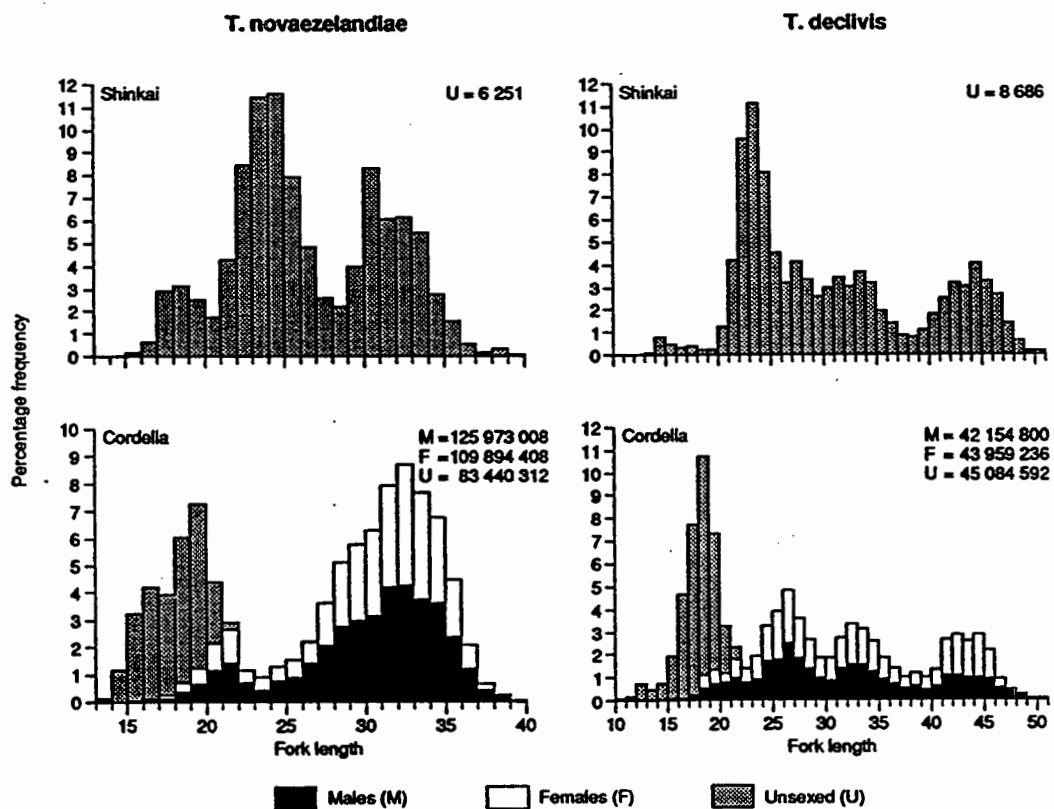 T. novaezelandiae
T. declivis
12
11
10
9
8
7
6
5
4
3
2
1
0
Shinkai
U = 6 251
12
11
10
9
8
7
6
5
4
3
2
1
0
Shinkai
U = 8 686
Percentage frequency
10
9
8
7
6
5
4
3
2
1
0
Cordella
M = 125 973 008
F = 109 894 408
U = 83 440 312
15 20 25 30 35 40
Fork length
12
11
10
9
8
7
6
5
4
3
2
1
0
Cordella
M = 42 154 800
F = 43 959 236
U = 45 084 592
10 15 20 25 30 35 40 45 50
Fork length
Males (M) Females (F) Unsexed (U)